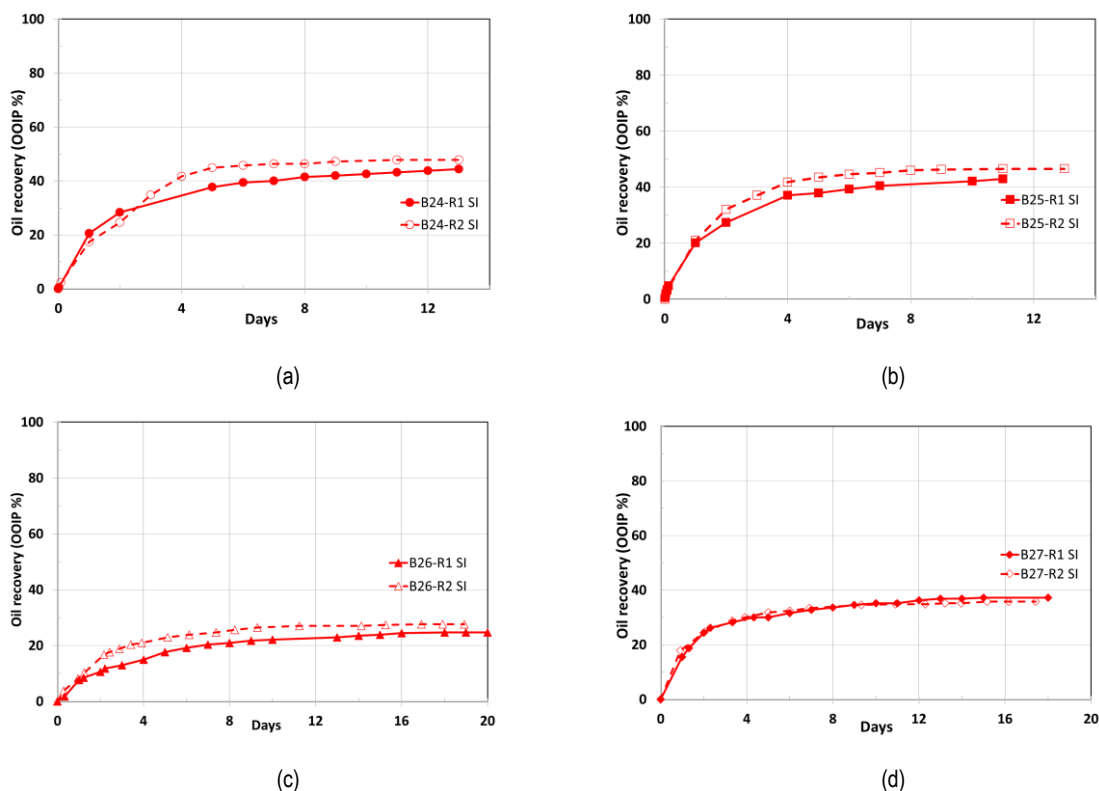 100
80
60
40
20
0
Oil recovery (OOIP %)
B24-R1 SI
B24-R2 SI
0 4 8 12
Days
(a)
100
80
60
40
20
0
Oil recovery (OOIP %)
B25-R1 SI
B25-R2 SI
0 4 8 12
Days
(b)
100
80
60
40
20
0
Oil recovery (OOIP %)
B26-R1 SI
B26-R2 SI
0 4 8 12 16 20
Days
(c)
100
80
60
40
20
0
Oil recovery (OOIP %)
B27-R1 SI
B27-R2 SI
0 4 8 12 16 20
Days
(d)